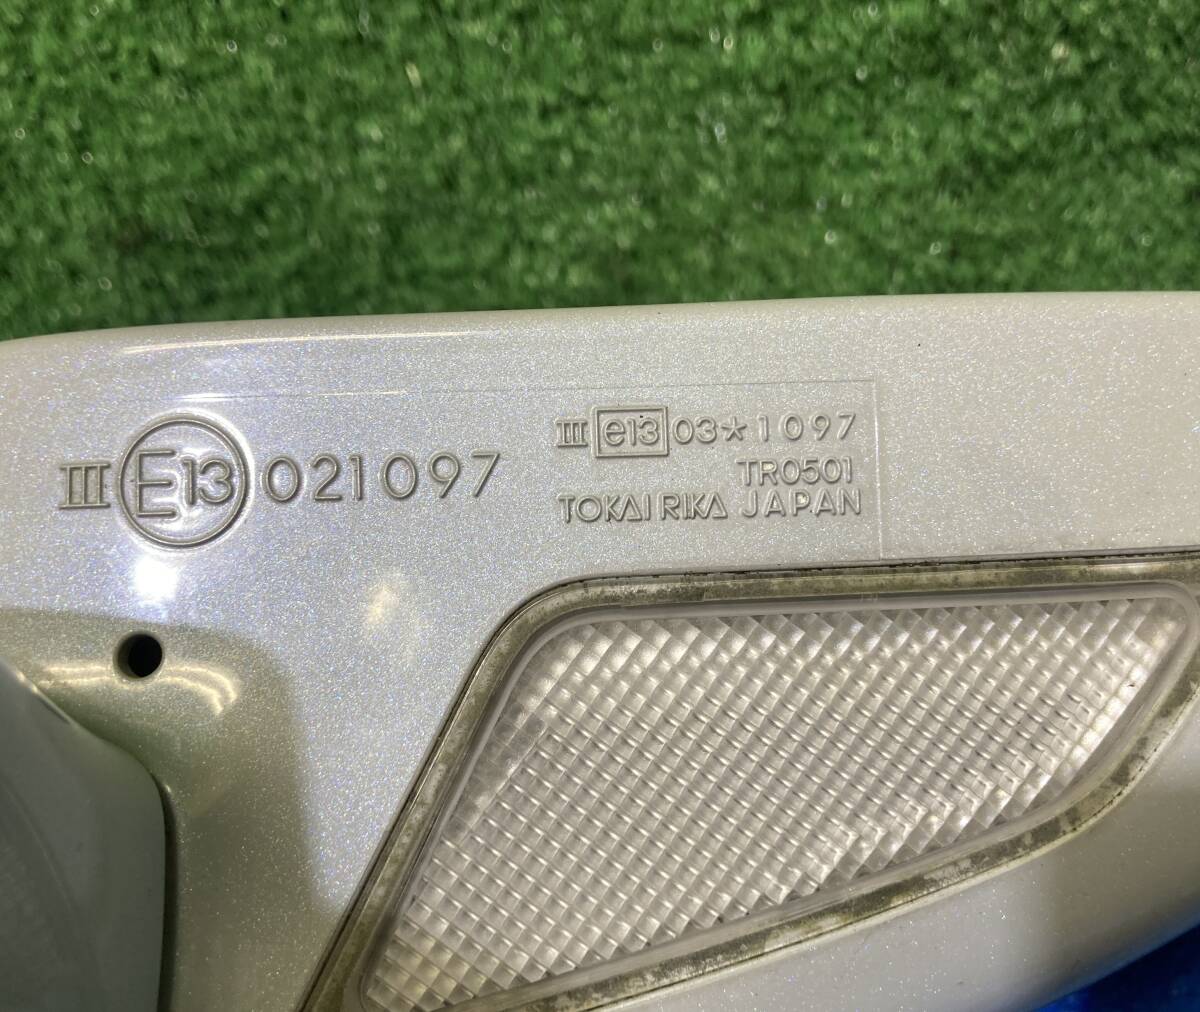 III E13 021097
III e13 03*1097
TR0501
TOKAI RIKA JAPAN